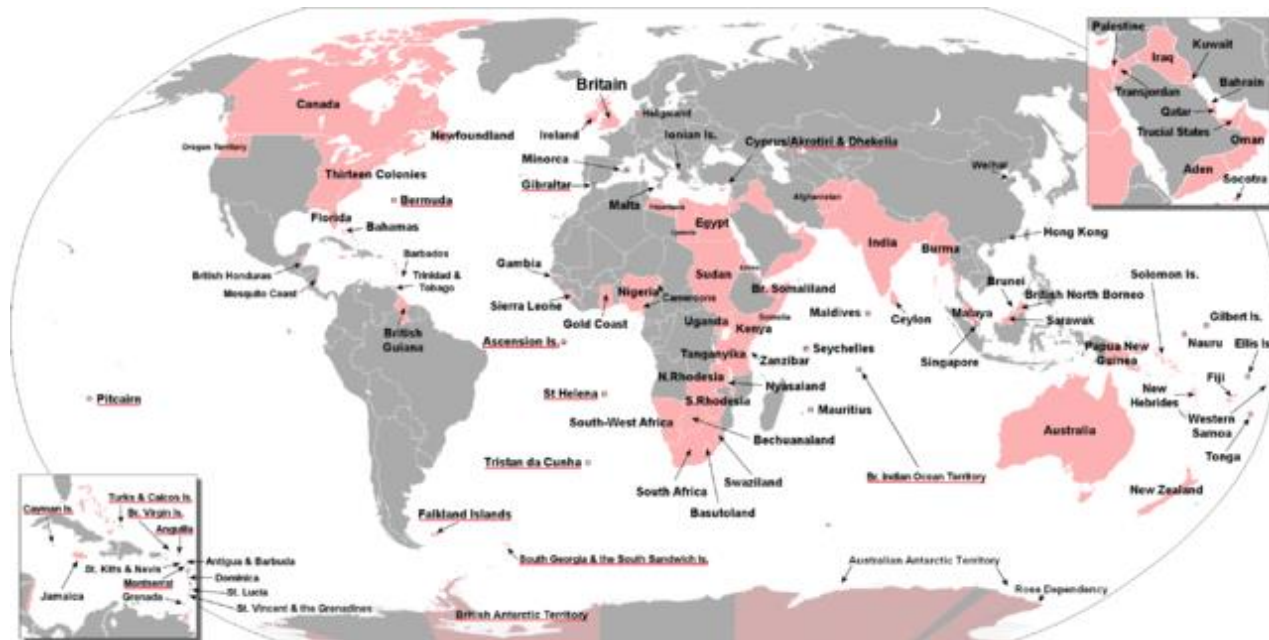 Palestine
Iraq
Kuwait
Transjordan
Bahrain
Qatar
Trucial States
Oman
Aden
Socotra
Canada
Newfoundland
Oregon Territory
Thirteen Colonies
Bermuda
Florida
Bahamas
British Honduras
Mosquito Coast
Barbados
Trinidad &
Tobago
British
Guiana
Britain
Ireland
Heligoland
Ionian Is.
Minorca
Gibraltar
Malta
Cyprus/Akrotiri & Dhekelia
Weihai
Afghanistan
Egypt
India
Burma
Hong Kong
Gambia
Sudan
Sierra Leone
Nigeria
Cameroons
Gold Coast
Br. Somaliland
Somalia
Uganda
Kenya
Maldives
Ceylon
Brunei
British North Borneo
Malaya
Sarawak
Singapore
Solomon Is.
Gilbert Is.
Nauru
Ellis Is
Papua New
Guinea
Ascension Is.
Tanganyika
Zanzibar
Seychelles
N.Rhodesia
Nyasaland
St Helena
S.Rhodesia
Mauritius
Pitcairn
Fiji
New
Hebrides
Western
Samoa
Tonga
South-West Africa
Bechuanaland
Australia
Tristan da Cunha
Swaziland
South Africa
Basutoland
Br. Indian Ocean Territory
New Zealand
Falkland Islands
South Georgia & the South Sandwich Is.
Australian Antarctic Territory
Ross Dependency
British Antarctic Territory
Turks & Caicos Is.
Cayman Is.
Br. Virgin Is.
Anguilla
Antigua & Barbuda
St. Kitts & Nevis
Montserrat
Dominica
Jamaica
St. Lucia
Grenada
St. Vincent & the Grenadines